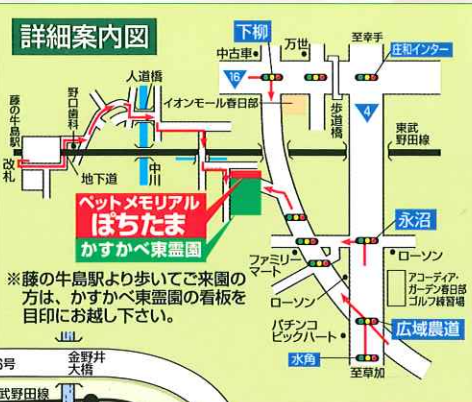 詳細案内図
下柳
中古車
万世
至幸手
庄和インター
16
人道橋
イオンモール春日部
歩道橋
4
藤の牛島駅
野口歯科
東武
野田線
改札
地下道
中川
ペットメモリアル
ぽちたま
かすかべ東霊園
永沼
ファミリー
マート
ローソン
アコーディア・
ガーデン春日部
ゴルフ練習場
※藤の牛島駅より歩いてご来園の
方は、かすかべ東霊園の看板を
目印にお越し下さい。
ローソン
パチンコ
ビックハート
広域農道
水角
至草加
6号
金野井
大橋
武野田線